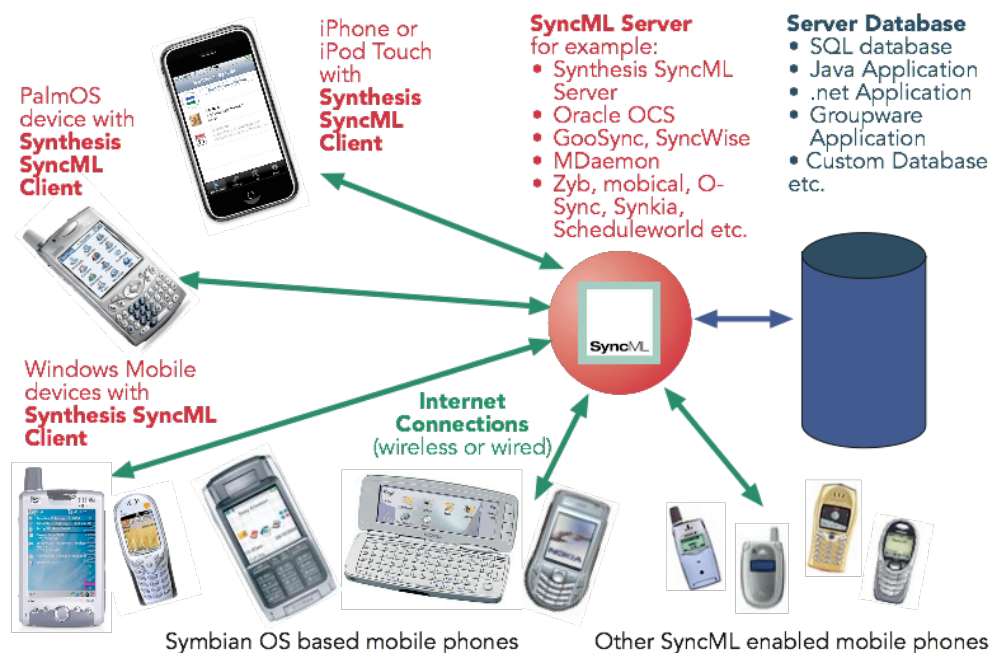 iPhone or
iPod Touch
with
Synthesis
SyncML
Client
SyncML Server
for example:
• Synthesis SyncML
Server
• Oracle OCS
• GooSync, SyncWise
• MDaemon
• Zyb, mobical, O-
Sync, Synkia,
Scheduleworld etc.
Server Database
• SQL database
• Java Application
• .net Application
• Groupware
Application
• Custom Database
etc.
PalmOS
device with
Synthesis
SyncML
Client
SyncML
Windows Mobile
devices with
Synthesis SyncML
Client
Internet
Connections
(wireless or wired)
NOKIA
Symbian OS based mobile phones
Other SyncML enabled mobile phones